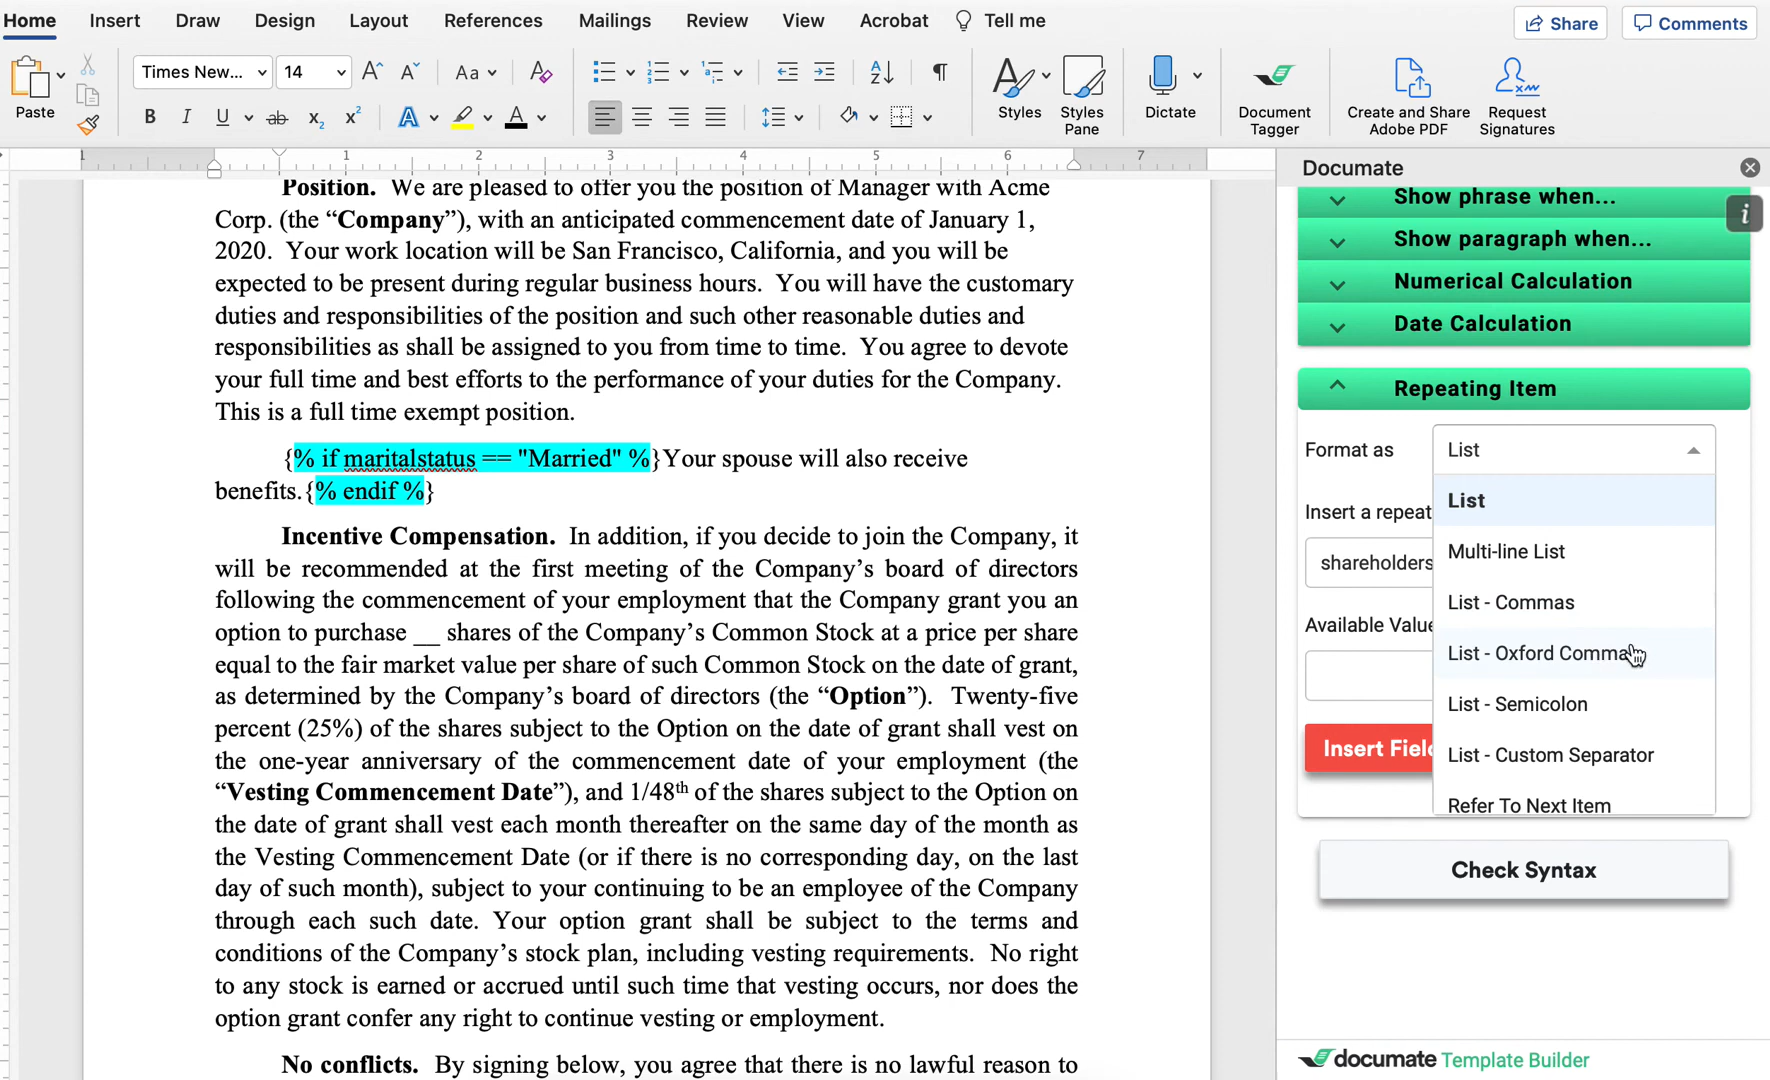 Home Insert Draw Design Layout References Mailings Review View Acrobat Tell me Share Comments
Times New... 14 Aa
Paste
B I U ab x2 x2 A A
Styles Styles Pane Dictate Document Tagger Create and Share Adobe PDF Request Signatures
1 1 2 3 4 5 6 7
Position. We are pleased to offer you the position of Manager with Acme
Corp. (the “Company”), with an anticipated commencement date of January 1,
2020. Your work location will be San Francisco, California, and you will be
expected to be present during regular business hours. You will have the customary
duties and responsibilities of the position and such other reasonable duties and
responsibilities as shall be assigned to you from time to time. You agree to devote
your full time and best efforts to the performance of your duties for the Company.
This is a full time exempt position.
{% if maritalstatus == "Married" %}Your spouse will also receive
benefits.{% endif %}
Incentive Compensation. In addition, if you decide to join the Company, it
will be recommended at the first meeting of the Company’s board of directors
following the commencement of your employment that the Company grant you an
option to purchase __ shares of the Company’s Common Stock at a price per share
equal to the fair market value per share of such Common Stock on the date of grant,
as determined by the Company’s board of directors (the “Option”). Twenty-five
percent (25%) of the shares subject to the Option on the date of grant shall vest on
the one-year anniversary of the commencement date of your employment (the
“Vesting Commencement Date”), and 1/48th of the shares subject to the Option on
the date of grant shall vest each month thereafter on the same day of the month as
the Vesting Commencement Date (or if there is no corresponding day, on the last
day of such month), subject to your continuing to be an employee of the Company
through each such date. Your option grant shall be subject to the terms and
conditions of the Company’s stock plan, including vesting requirements. No right
to any stock is earned or accrued until such time that vesting occurs, nor does the
option grant confer any right to continue vesting or employment.
No conflicts. By signing below, you agree that there is no lawful reason to
Documate
Show phrase when...
Show paragraph when...
Numerical Calculation
Date Calculation
Repeating Item
Format as List
List
Insert a repeat
Multi-line List
shareholders
List - Commas
Available Value
List - Oxford Comma
List - Semicolon
Insert Field
List - Custom Separator
Refer To Next Item
Check Syntax
documate Template Builder